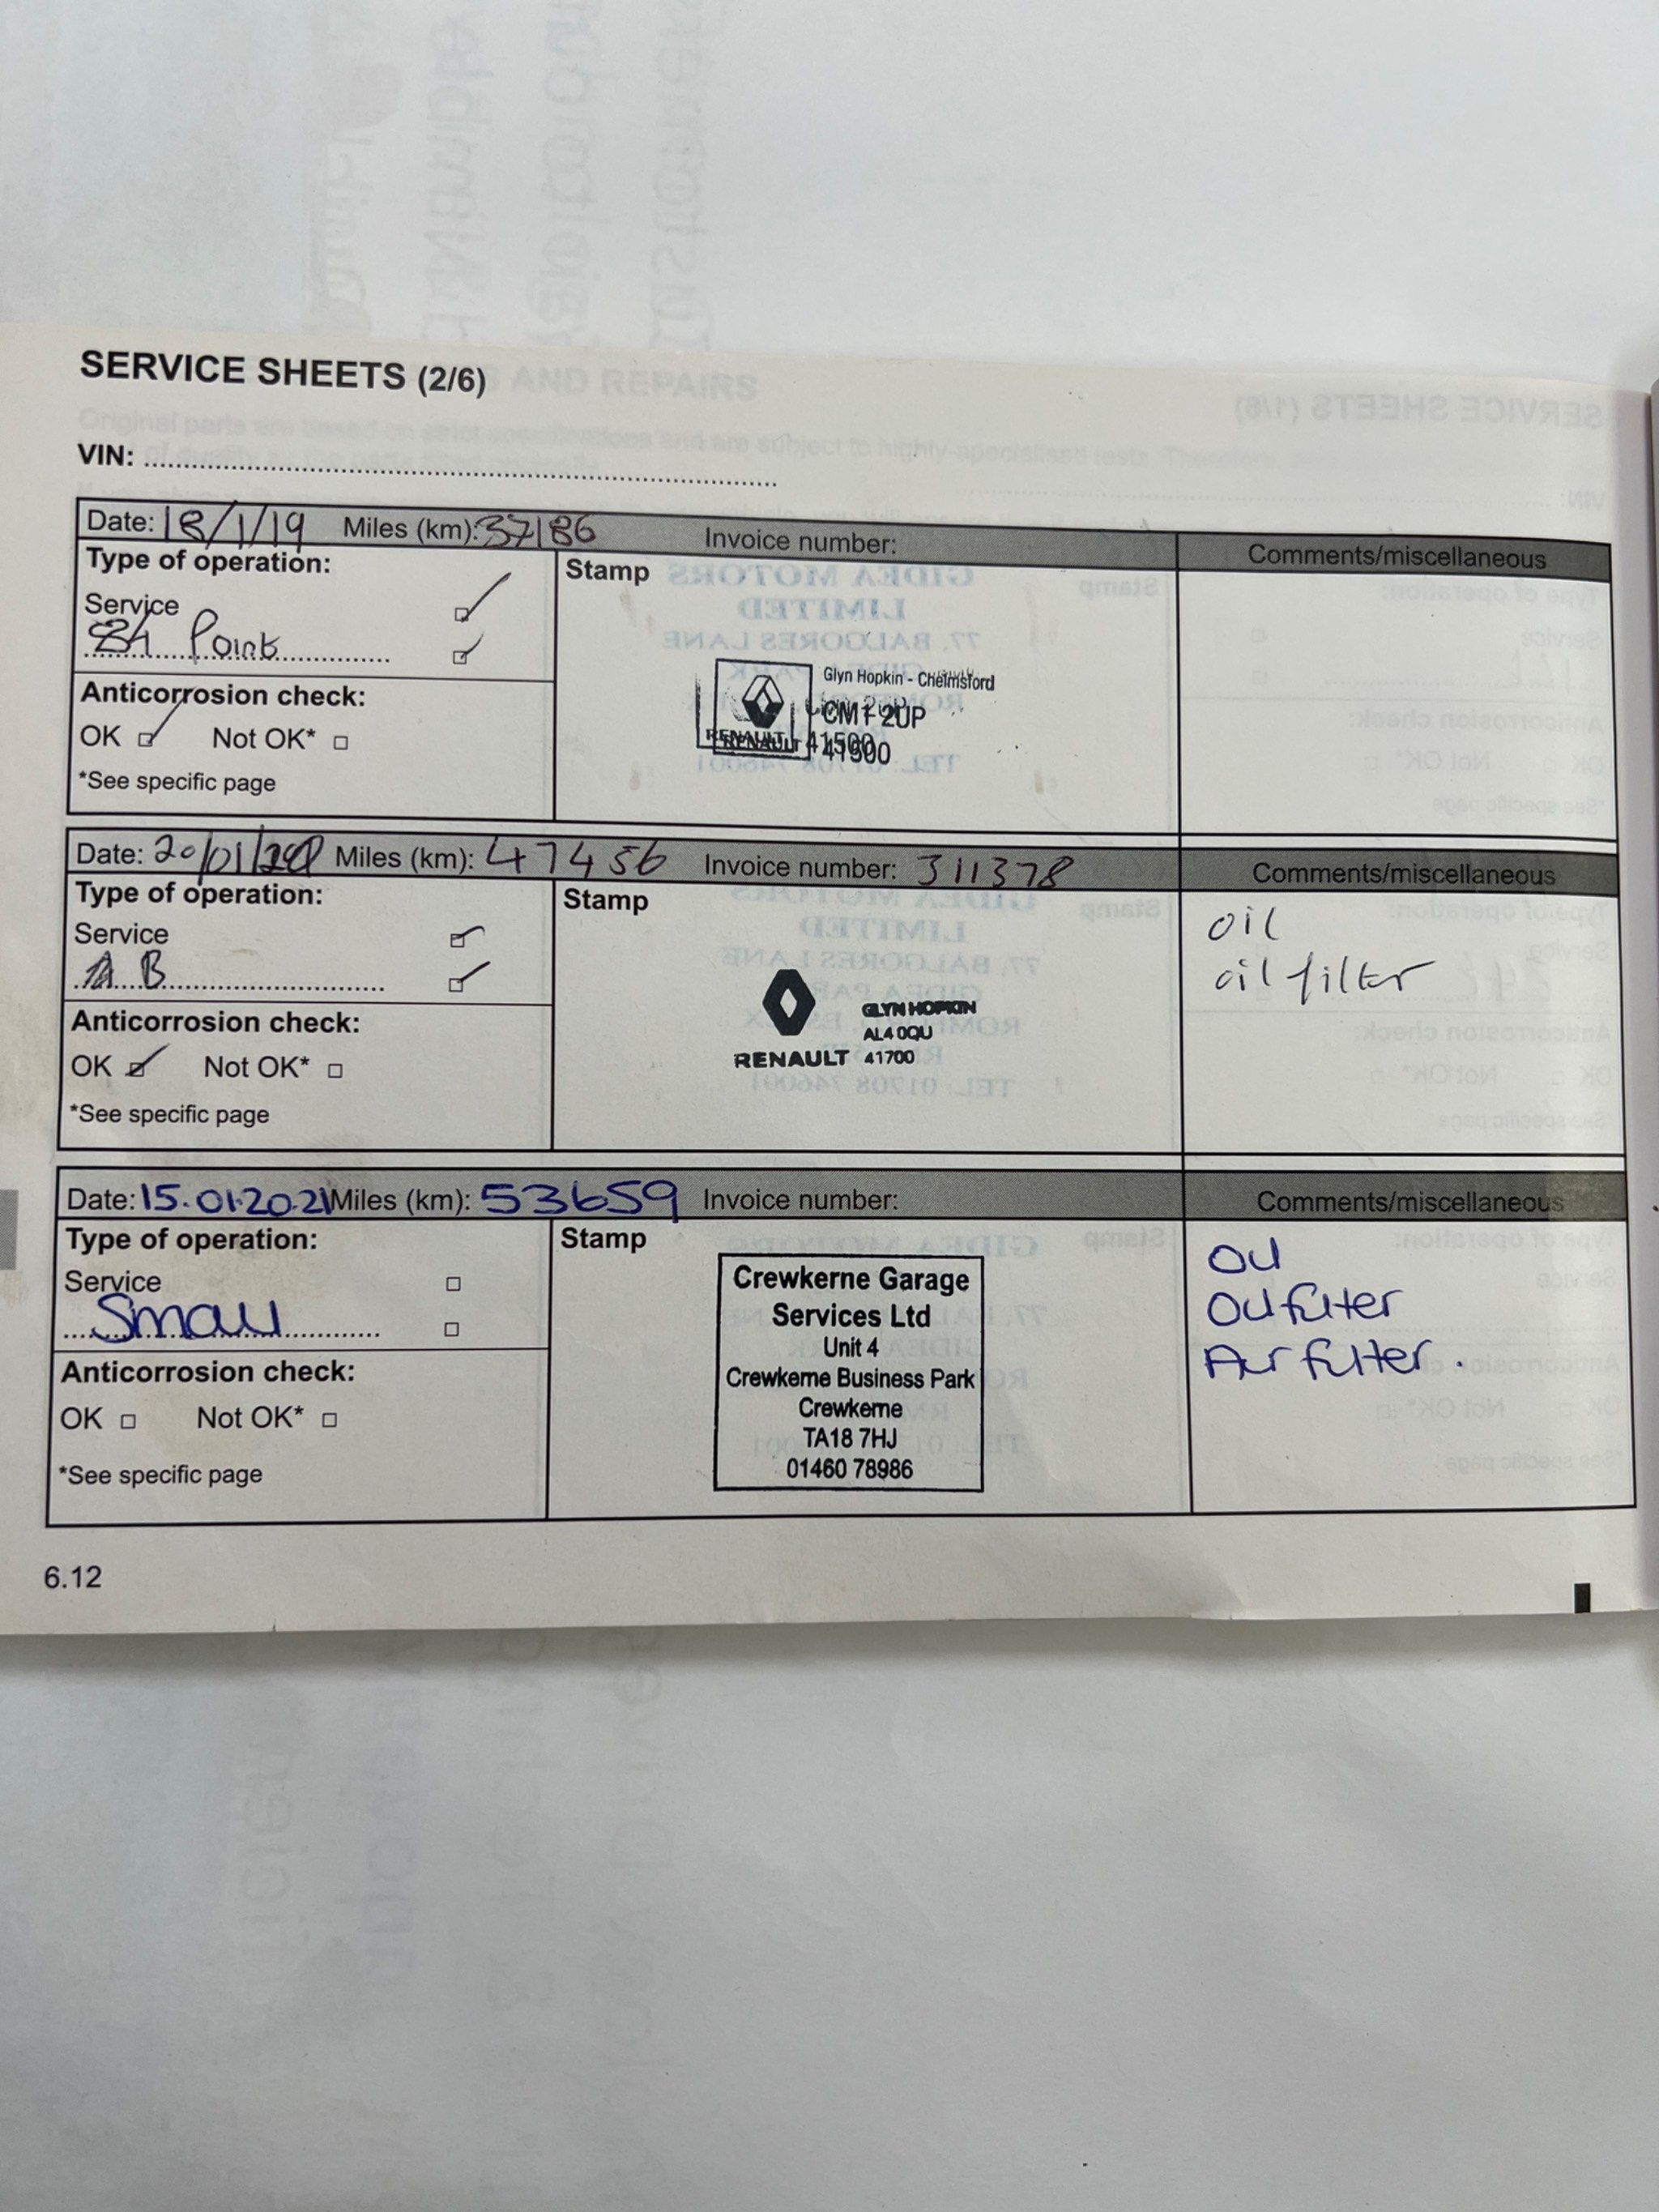 SERVICE SHEETS (2/6)
VIN:
Date: 18/1/19 Miles (km): 37186 Invoice number: Comments/miscellaneous
Type of operation:
Service
Point
Anticorrosion check:
OK Not OK*
*See specific page
Stamp
Glyn Hopkin - Chelmsford
2UP
RENAULT 41500
Date: 20/01/20 Miles (km): 47456 Invoice number: 311378 Comments/miscellaneous
Type of operation:
Service
B
Anticorrosion check:
OK Not OK*
*See specific page
Stamp
GLYN HOPKIN
AL4 0QU
RENAULT 41700
oil
oil filter
Date: 15.01.2021 Miles (km): 53659 Invoice number: Comments/miscellaneous
Type of operation:
Service
Small
Anticorrosion check:
OK Not OK*
*See specific page
Stamp
Crewkerne Garage
Services Ltd
Unit 4
Crewkerne Business Park
Crewkerne
TA18 7HJ
01460 78986
Oil
Oil filter
Air filter.
6.12